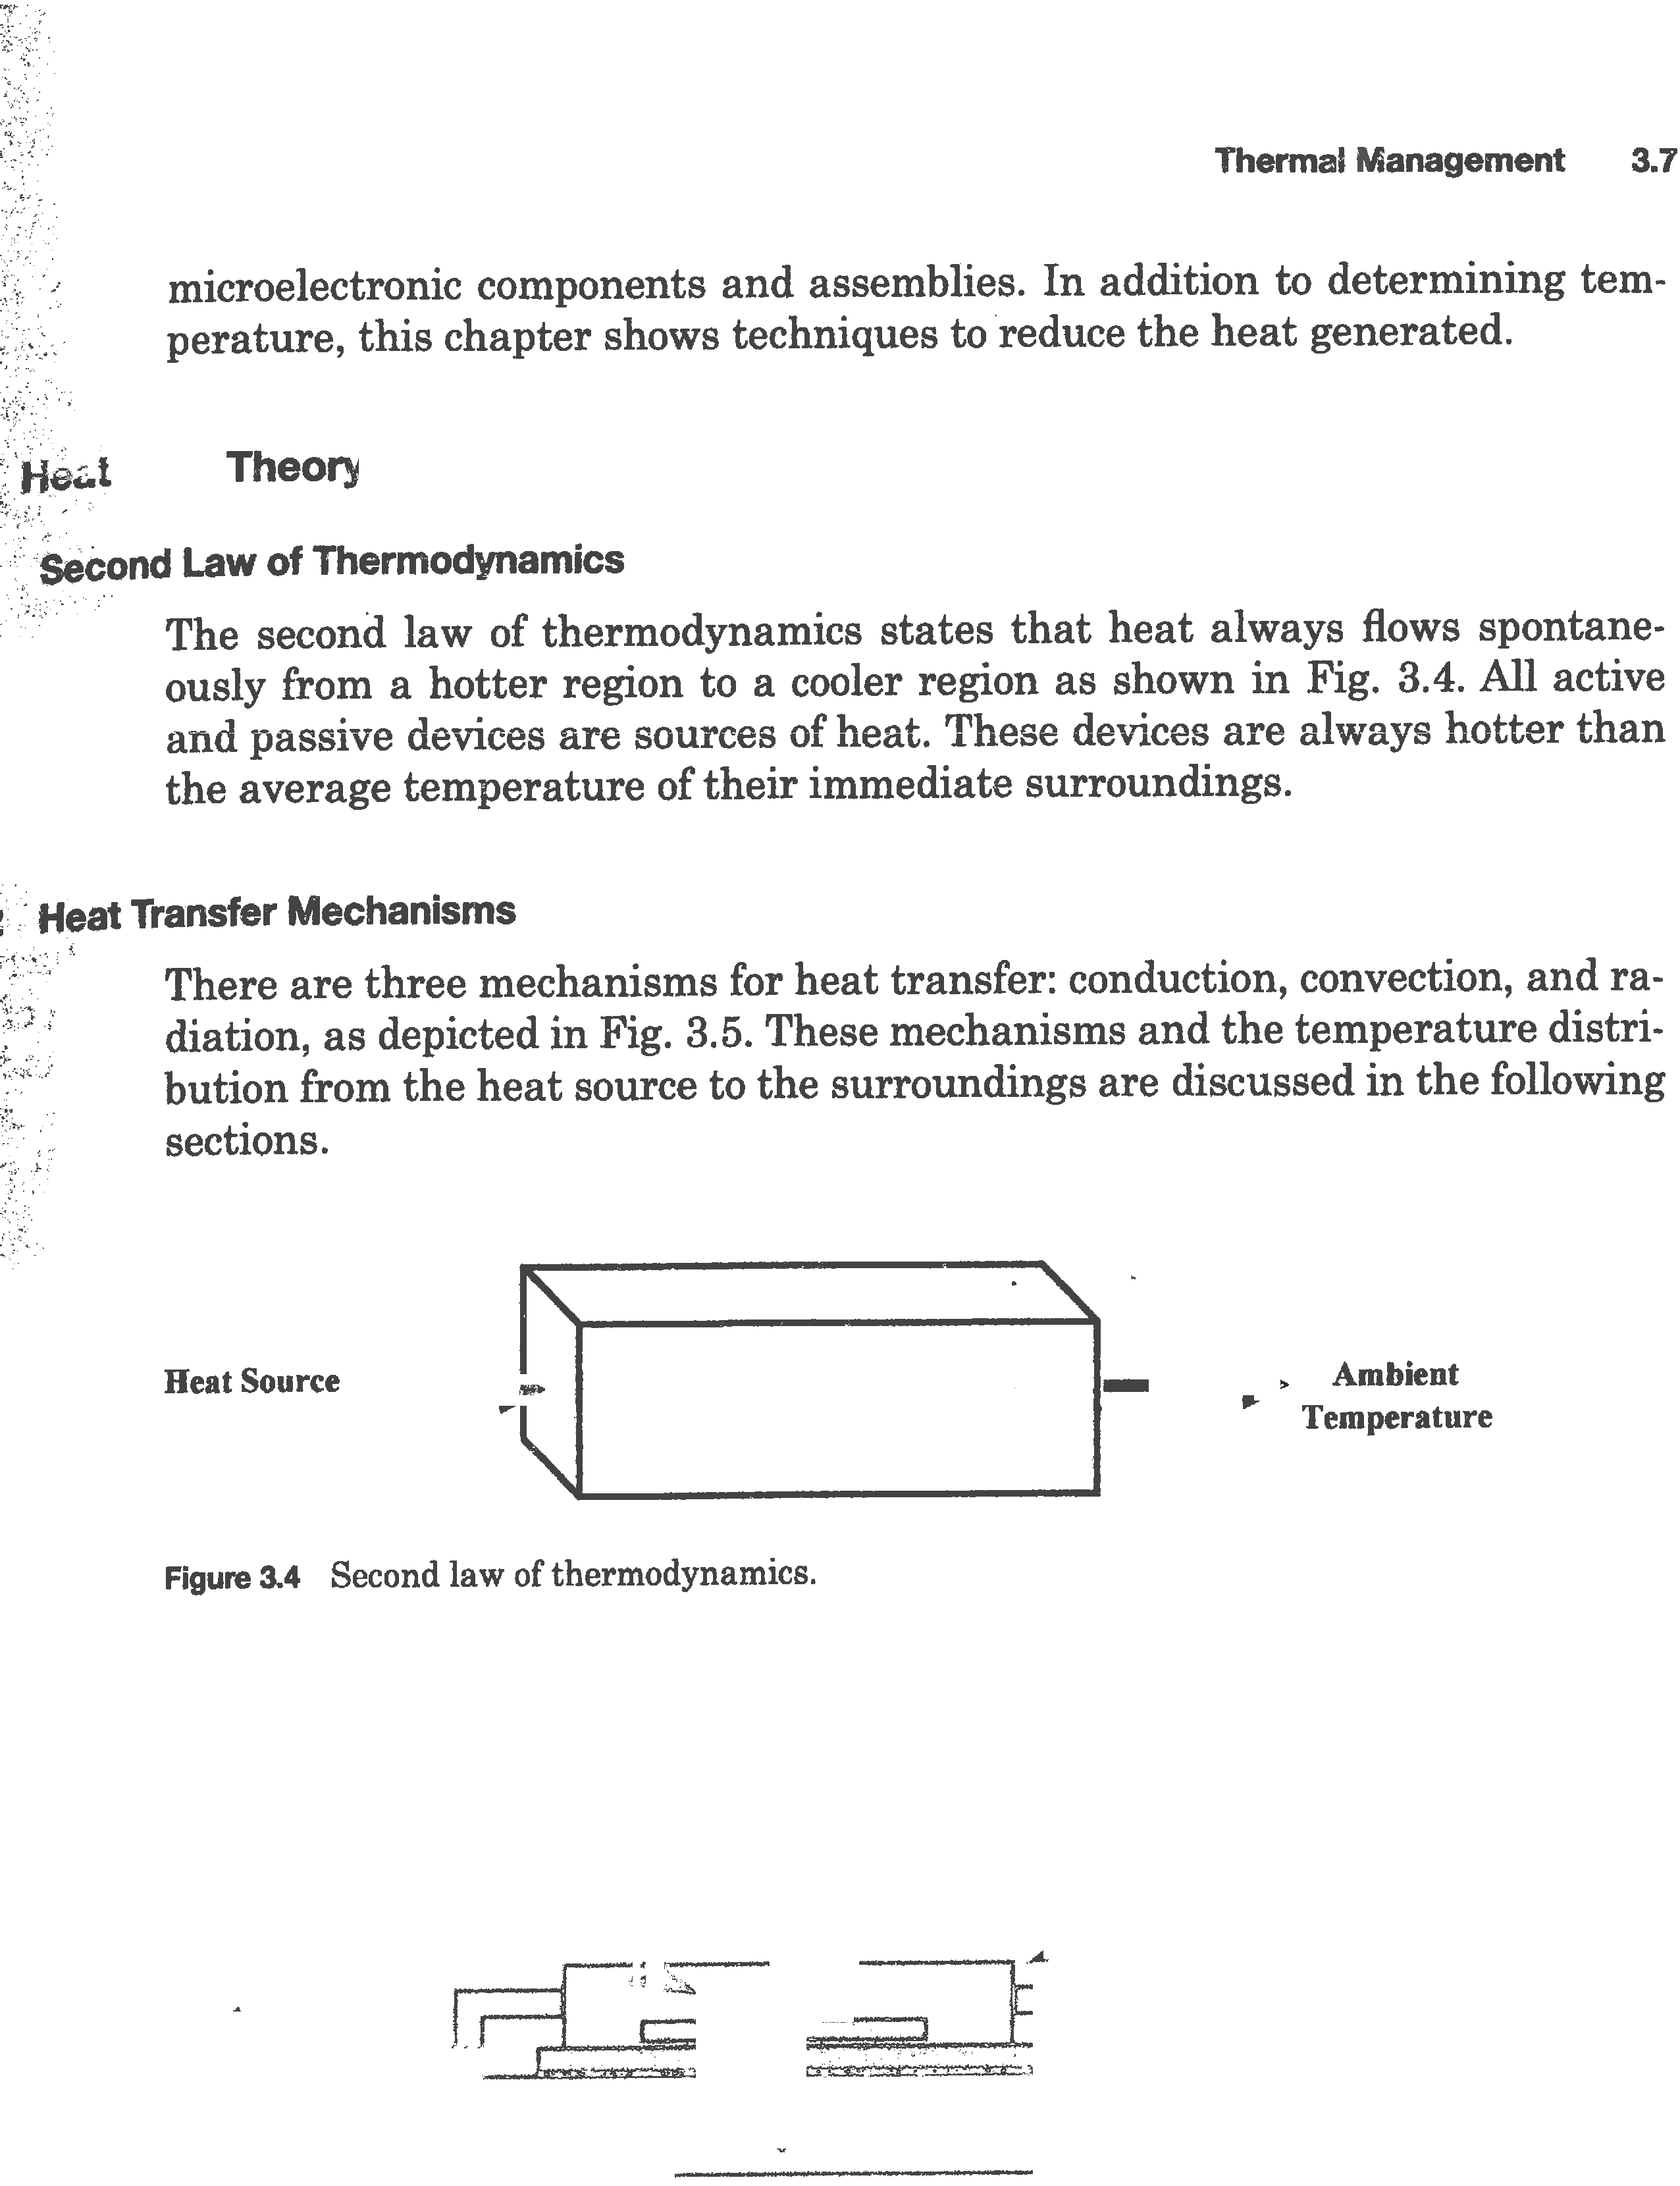 Thermal Management 3.7
microelectronic components and assemblies. In addition to determining tem-
perature, this chapter shows techniques to reduce the heat generated.
Heat Theory
Second Law of Thermodynamics
The second law of thermodynamics states that heat always flows spontane-
ously from a hotter region to a cooler region as shown in Fig. 3.4. All active
and passive devices are sources of heat. These devices are always hotter than
the average temperature of their immediate surroundings.
Heat Transfer Mechanisms
There are three mechanisms for heat transfer: conduction, convection, and ra-
diation, as depicted in Fig. 3.5. These mechanisms and the temperature distri-
bution from the heat source to the surroundings are discussed in the following
sections.
Heat Source
Ambient
Temperature
Figure 3.4 Second law of thermodynamics.